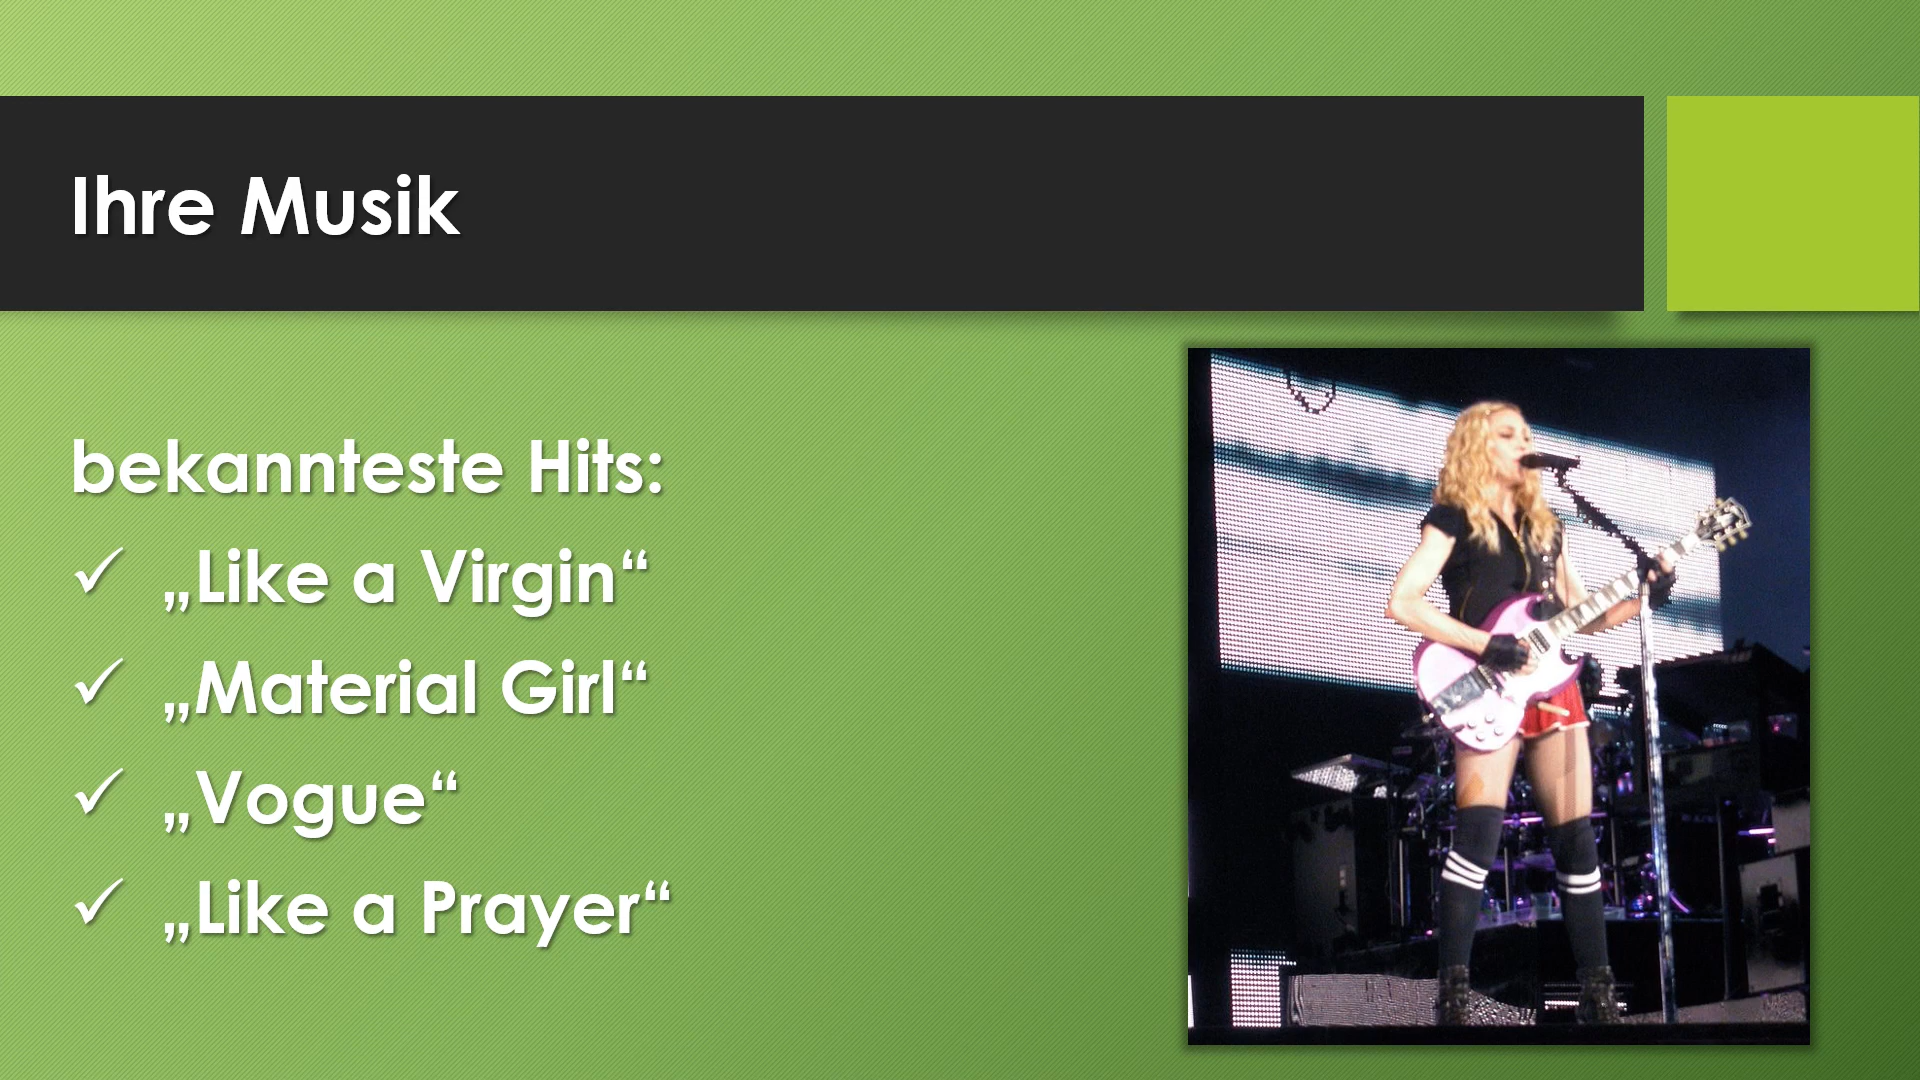 Ihre Musik
bekannteste Hits:
✓ „Like a Virgin“
✓ „Material Girl“
✓ „Vogue“
✓ „Like a Prayer“